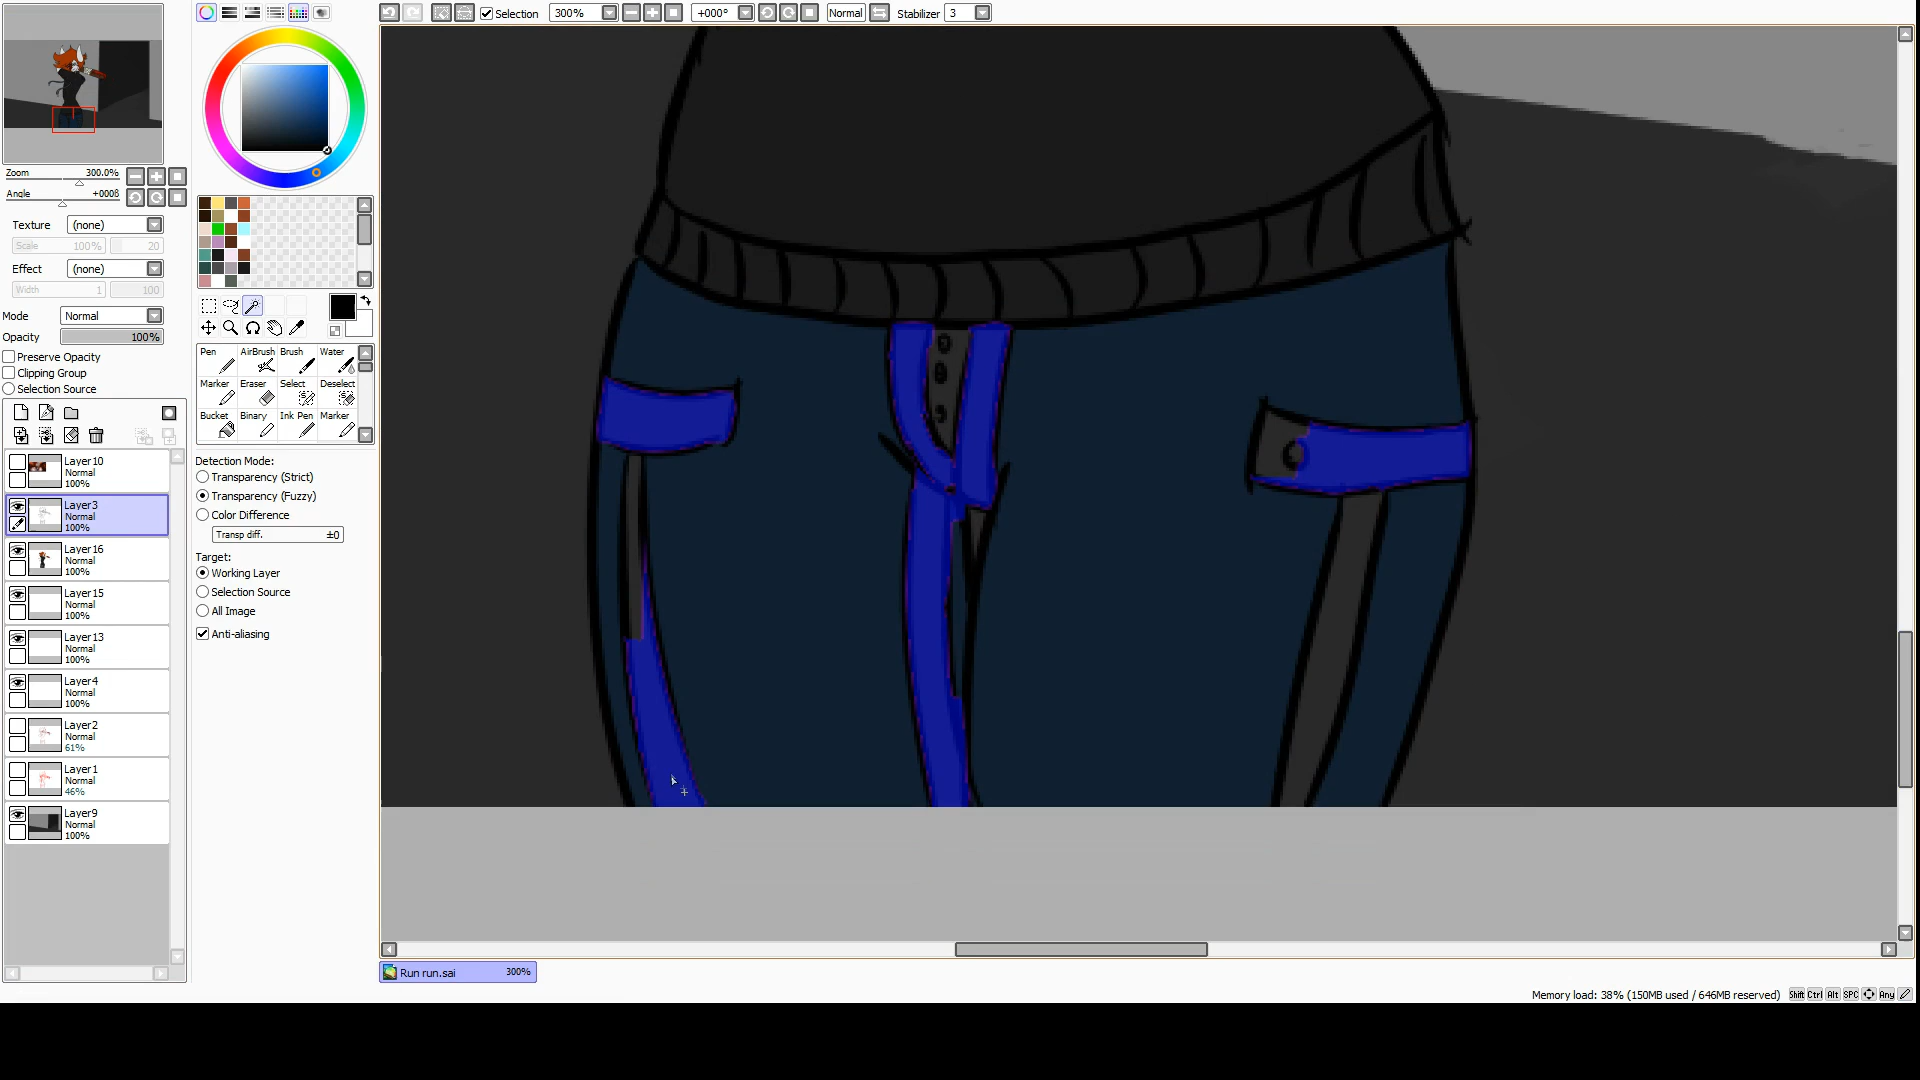 Selection 300% +000° Normal Stabilizer 3
Zoom 300.0%
Angle +000ß
Texture (none)
Scale 100% 20
Effect (none)
Width 1 100
Mode Normal
Opacity 100%
Preserve Opacity
Clipping Group
Selection Source
Layer10
Normal
100%
Layer3
Normal
100%
Layer16
Normal
100%
Layer15
Normal
100%
Layer13
Normal
100%
Layer4
Normal
100%
Layer2
Normal
61%
Layer1
Normal
46%
Layer9
Normal
100%
Pen AirBrush Brush Water
Marker Eraser Select Deselect
Bucket Binary Ink Pen Marker
Detection Mode:
Transparency (Strict)
Transparency (Fuzzy)
Color Difference
Transp diff. ±0
Target:
Working Layer
Selection Source
All Image
Anti-aliasing
Run run.sai 300%
Memory load: 38% (150MB used / 646MB reserved) Shift Ctrl Alt SPC Any